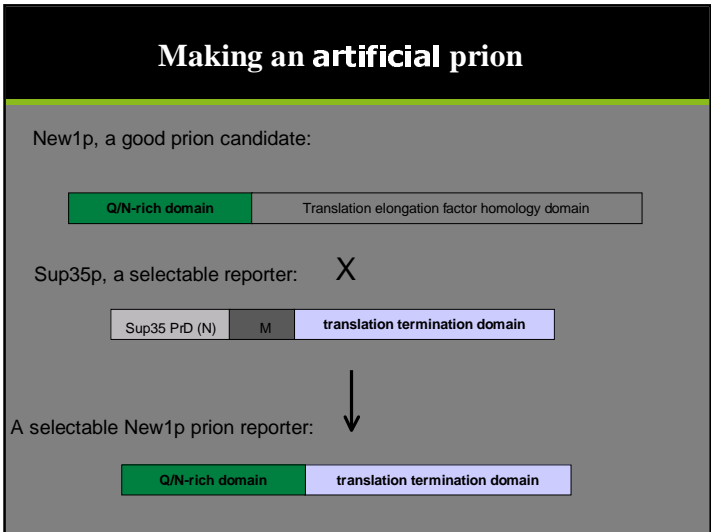 Making an artificial prion
New1p, a good prion candidate:
Q/N-rich domain Translation elongation factor homology domain
Sup35p, a selectable reporter: X
Sup35 PrD (N) M translation termination domain
A selectable New1p prion reporter:
Q/N-rich domain translation termination domain